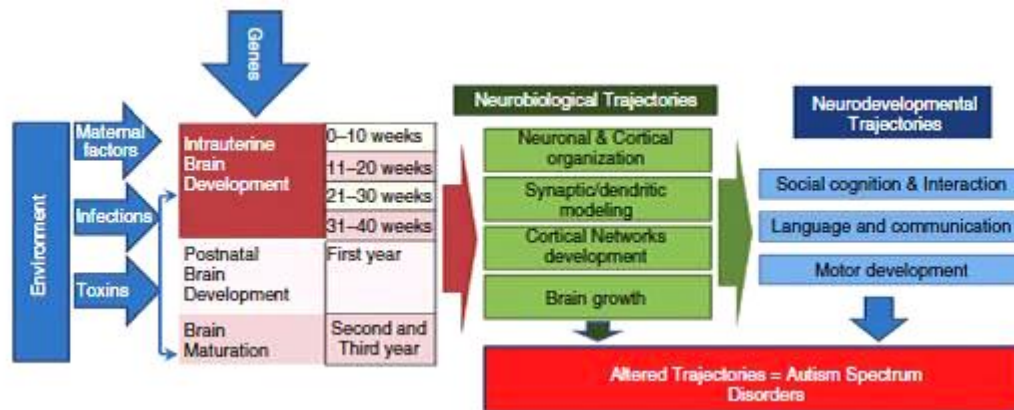 Genes
Environment
Maternal
factors
Infections
Toxins
Intrauterine
Brain
Development
0–10 weeks
11–20 weeks
21–30 weeks
31–40 weeks
Postnatal
Brain
Development
First year
Brain
Maturation
Second and
Third year
Neurobiological Trajectories
Neuronal & Cortical
organization
Synaptic/dendritic
modeling
Cortical Networks
development
Brain growth
Neurodevelopmental
Trajectories
Social cognition & Interaction
Language and communication
Motor development
Altered Trajectories = Autism Spectrum
Disorders